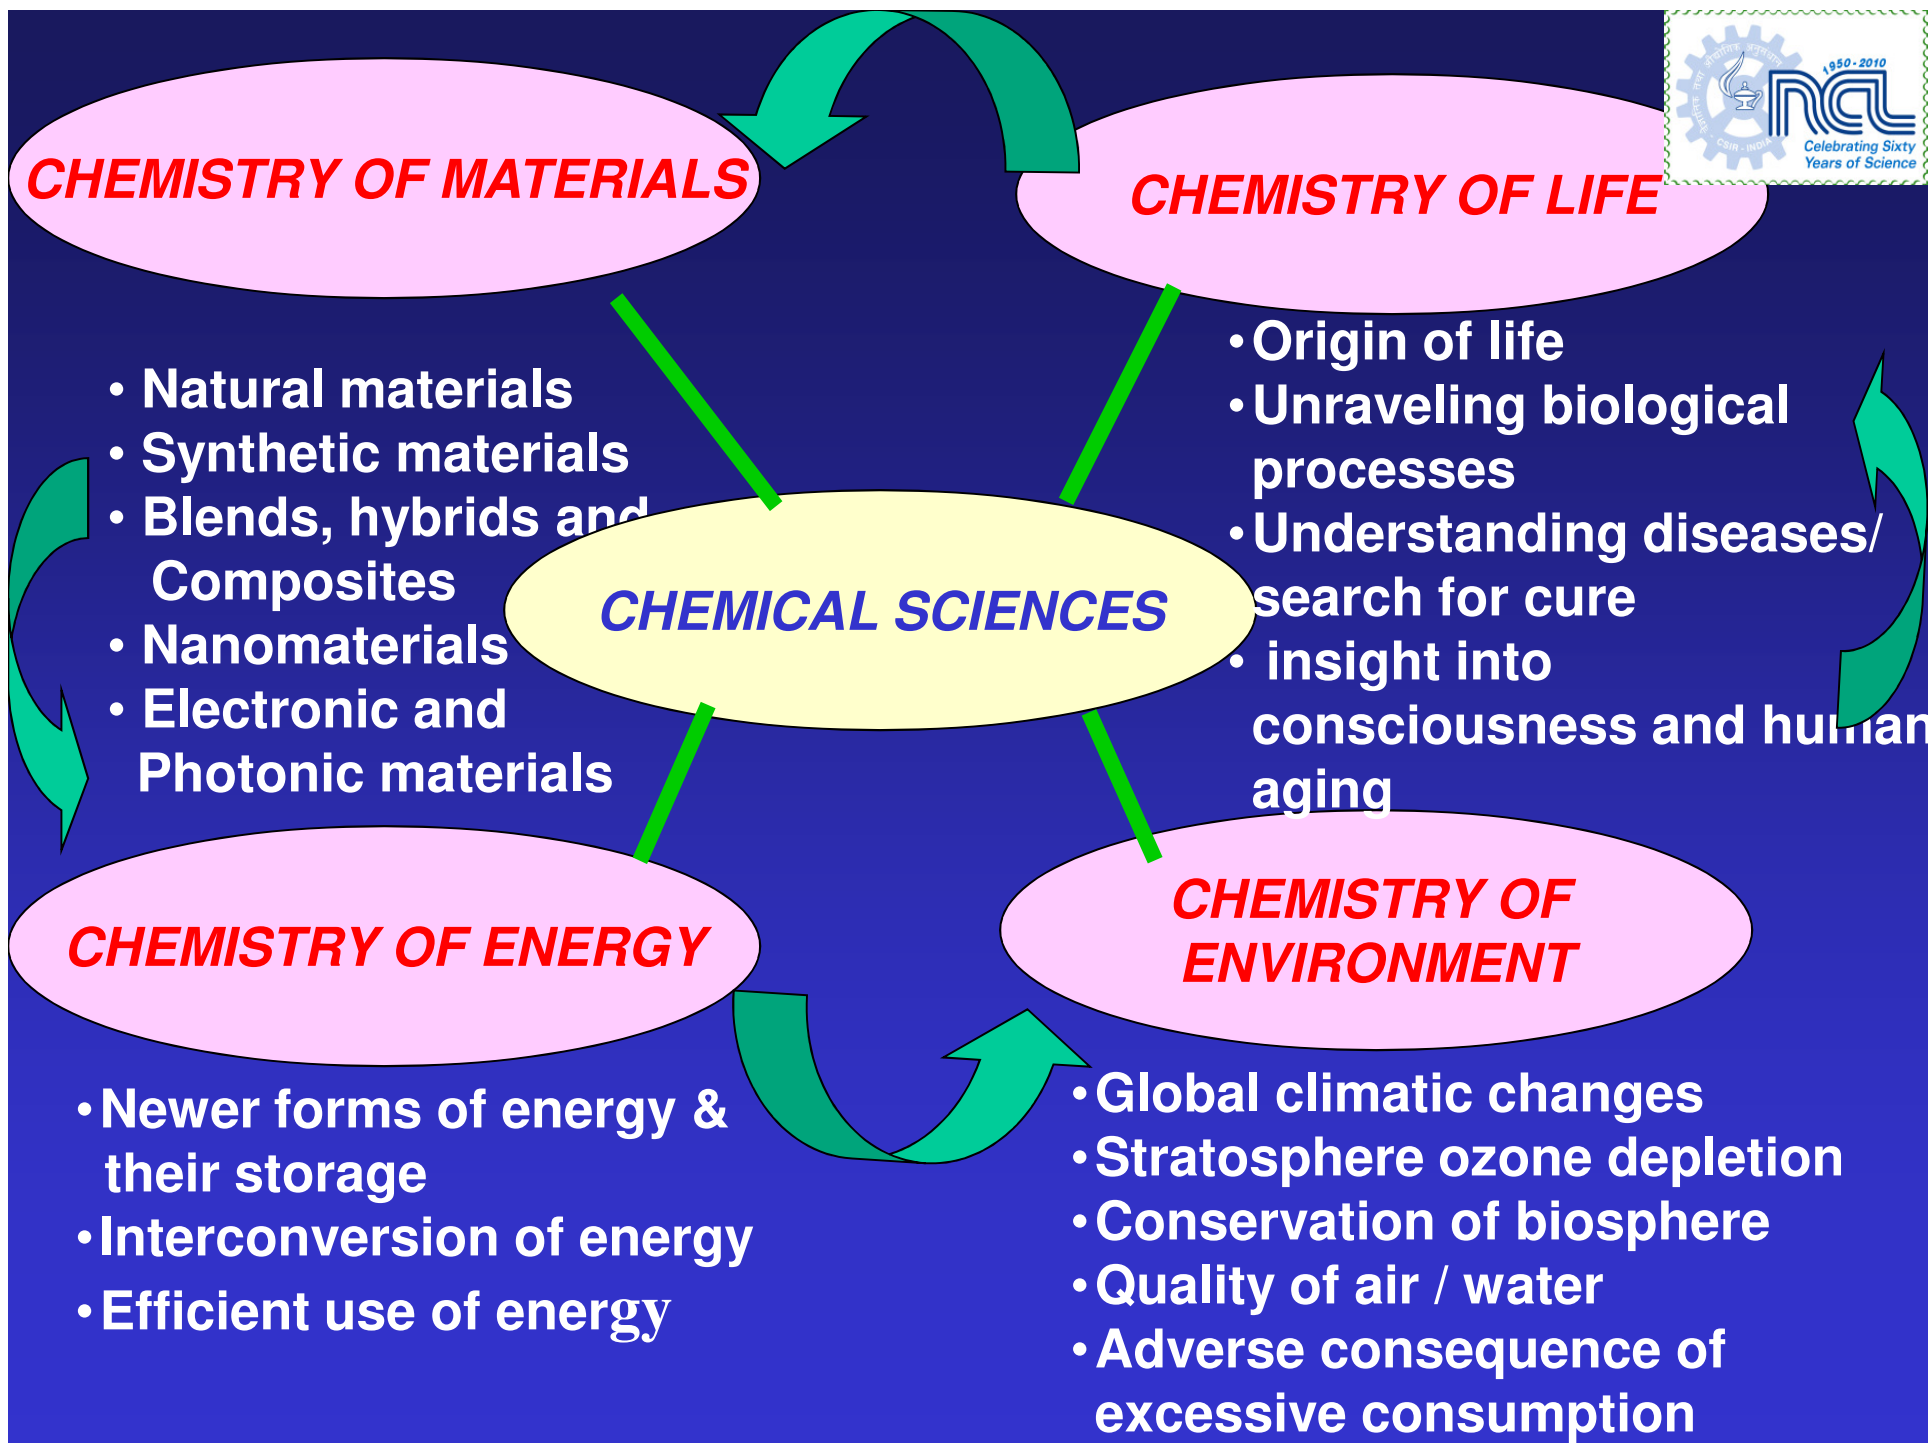 CHEMISTRY OF MATERIALS
• Natural materials
• Synthetic materials
• Blends, hybrids and
Composites
• Nanomaterials
• Electronic and
Photonic materials
CHEMISTRY OF LIFE
•Origin of life
•Unraveling biological
processes
•Understanding diseases/
search for cure
• insight into
consciousness and human
aging
CHEMICAL SCIENCES
CHEMISTRY OF ENERGY
•Newer forms of energy &
their storage
•Interconversion of energy
•Efficient use of energy
CHEMISTRY OF
ENVIRONMENT
•Global climatic changes
•Stratosphere ozone depletion
•Conservation of biosphere
•Quality of air / water
•Adverse consequence of
excessive consumption
1950-2010
NCL
Celebrating Sixty
Years of Science
CSIR-INDIA